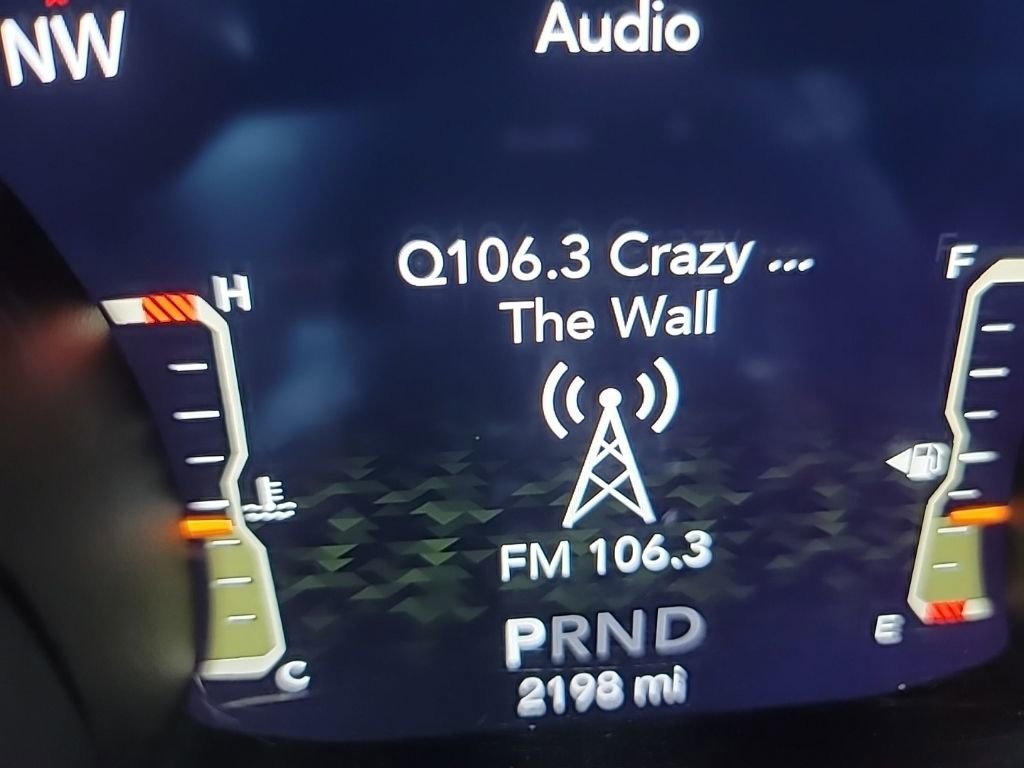 NW
Audio
Q106.3 Crazy ...
The Wall
H
F
FM 106.3
E
PRND
C
2198 mi